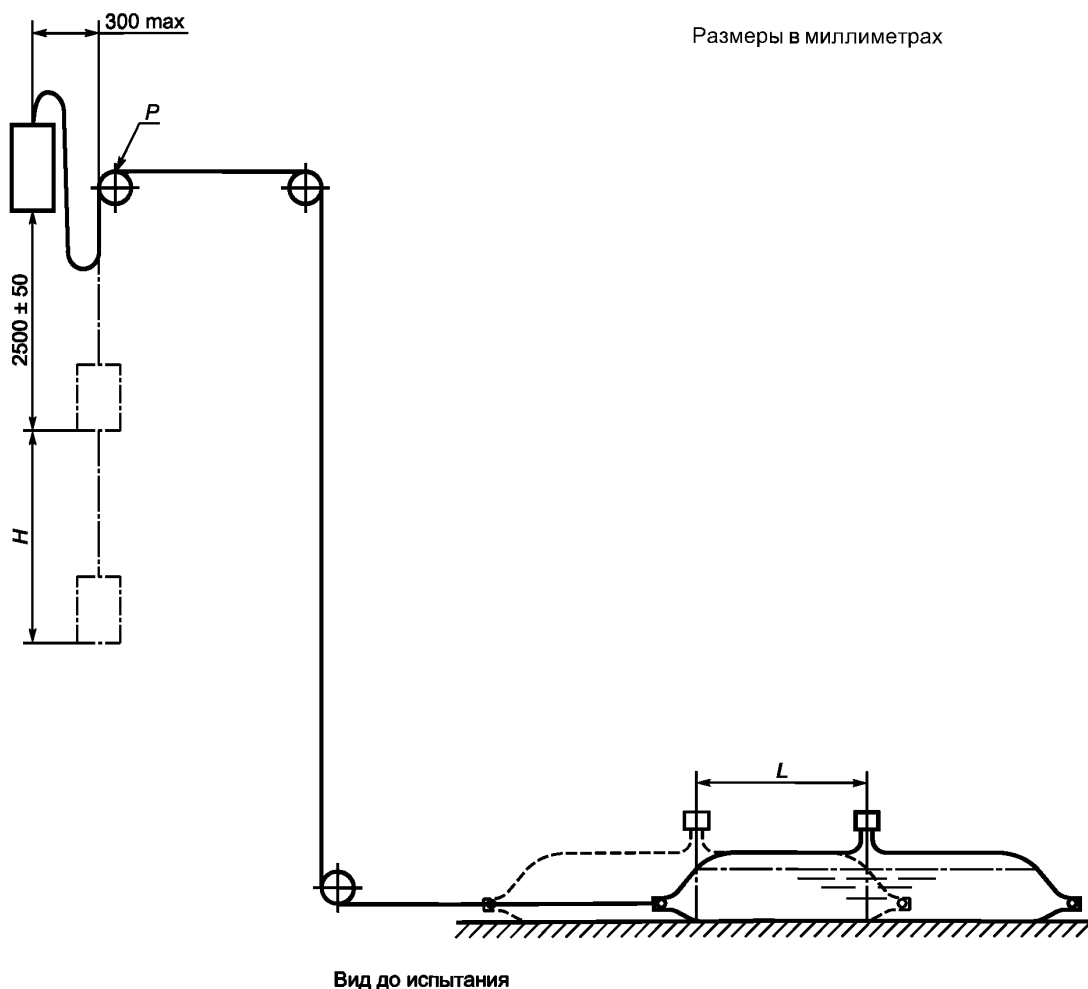 300 max
Размеры в миллиметрах
P
2500 ± 50
H
L
Вид до испытания